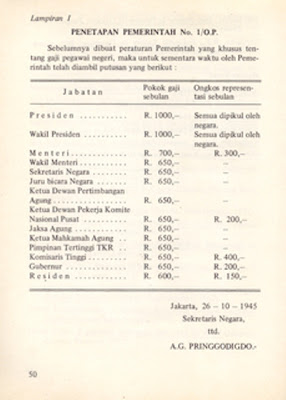 Lampiran I
PENETAPAN PEMERINTAH No. 1/O.P.
Sebelumnya dibuat peraturan Pemerintah yang khusus ten-
tang gaji pegawai negeri, maka untuk sementara waktu oleh Peme-
rintah telah diambil putusan yang berikut :
Jabatan Pokok gaji sebulan Ongkos represen-tasi sebulan
Presiden ........... R. 1000,— Semua dipikul oleh negara.
Wakil Presiden .......... R. 1000,— Semua dipikul oleh negara.
Menteri ............ R. 700,— R. 300,—
Wakil Menteri ........... R. 650,— —
Sekretaris Negara ....... R. 650,— —
Juru bicara Negara ...... R. 650,— —
Ketua Dewan Pertimbangan
Agung ............... R. 650,— —
Ketua Dewan Pekerja Komite
Nasional Pusat .......... R. 650,— R. 200,—
Jaksa Agung ............ R. 650,— —
Ketua Mahkamah Agung .. R. 650,— —
Pimpinan Tertinggi TKR .. R. 650,— —
Komisaris Tinggi ......... R. 650,— R. 400,—
Gubernur .............. R. 650,— R. 200,—
Residen ............. R. 600,— R. 150,—
Jakarta, 26 – 10 – 1945
Sekretaris Negara,
ttd.
A.G. PRINGGODIGDO.-
50